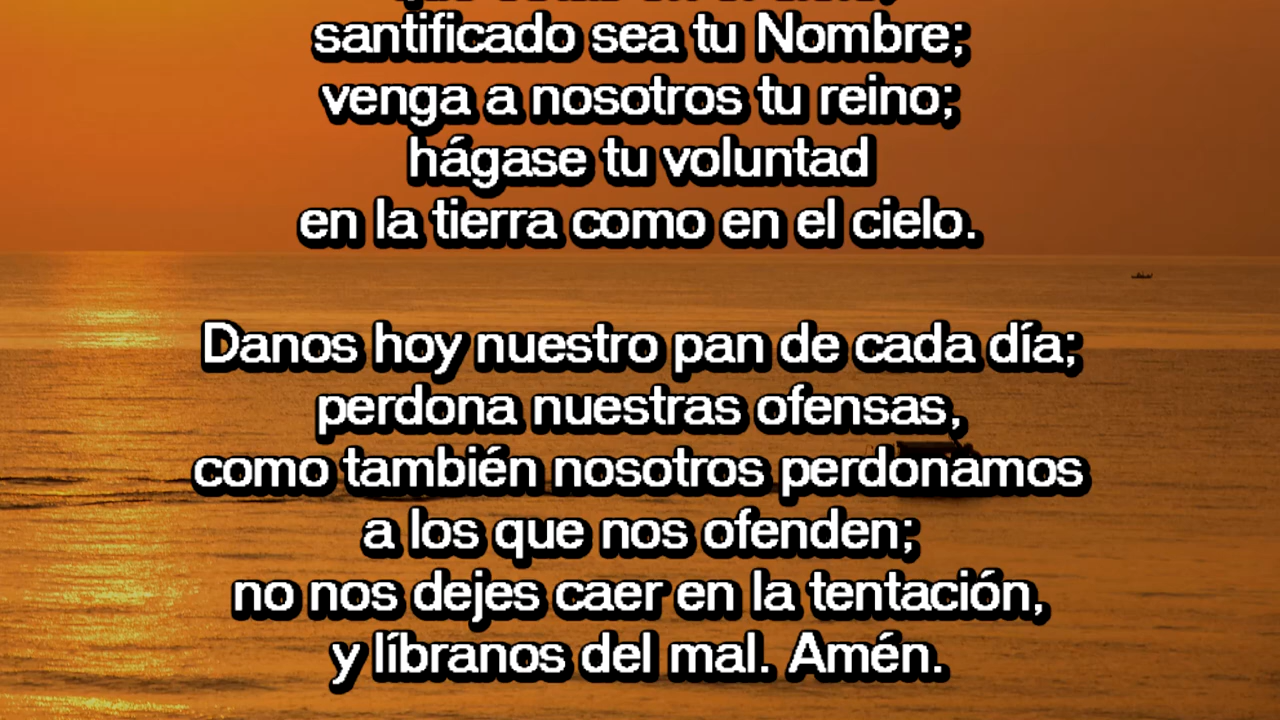 santificado sea tu Nombre;
venga a nosotros tu reino;
hágase tu voluntad
en la tierra como en el cielo.
Danos hoy nuestro pan de cada día;
perdona nuestras ofensas,
como también nosotros perdonamos
a los que nos ofenden;
no nos dejes caer en la tentación,
y líbranos del mal. Amén.